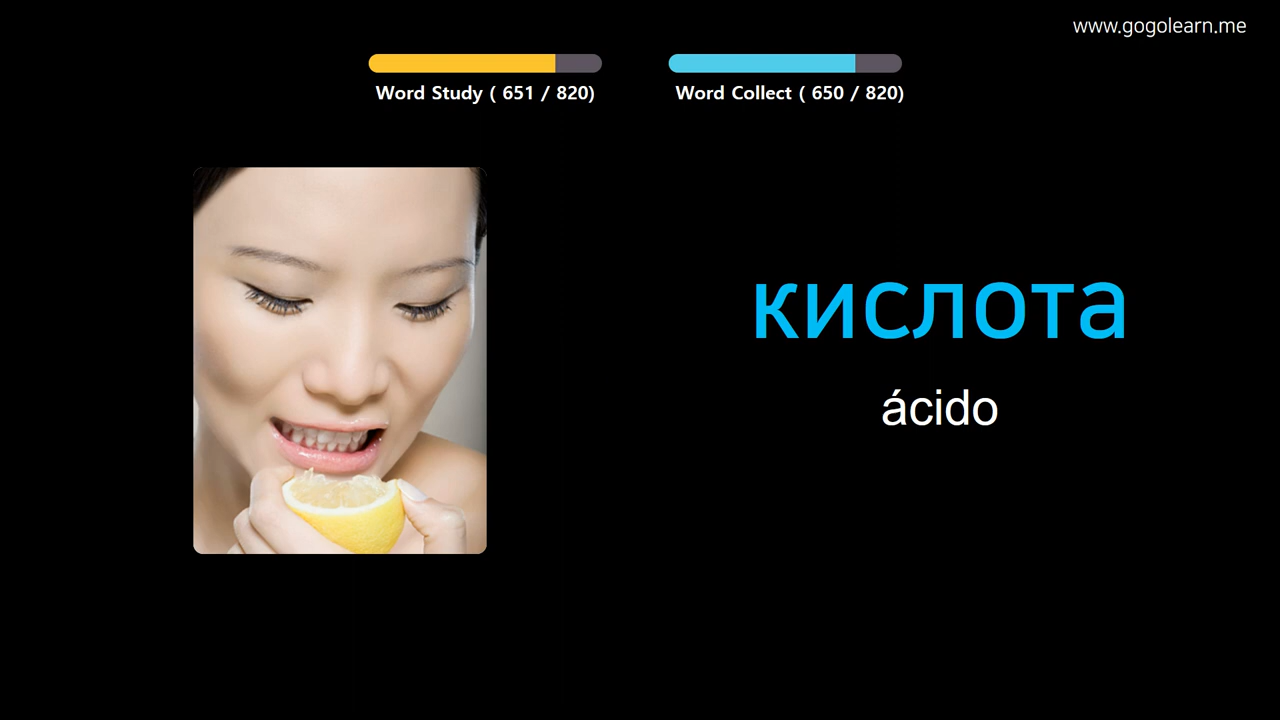 www.gogolearn.me
Word Study ( 651 / 820)
Word Collect ( 650 / 820)
кислота
ácido